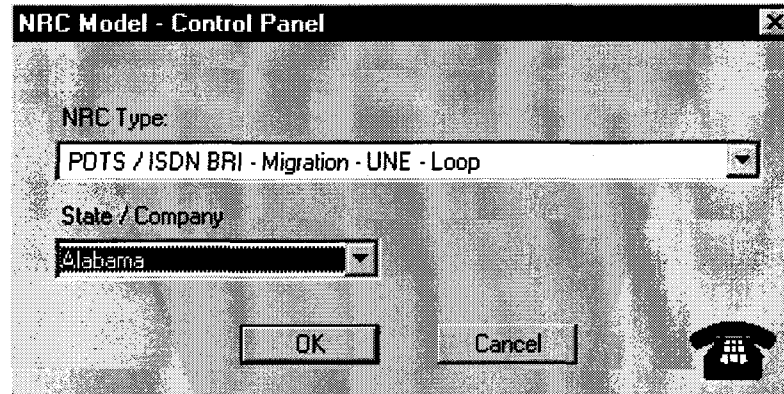 NRC Model - Control Panel
NRC Type:
POTS / ISDN BRI - Migration - UNE - Loop
State / Company
Alabama
OK Cancel